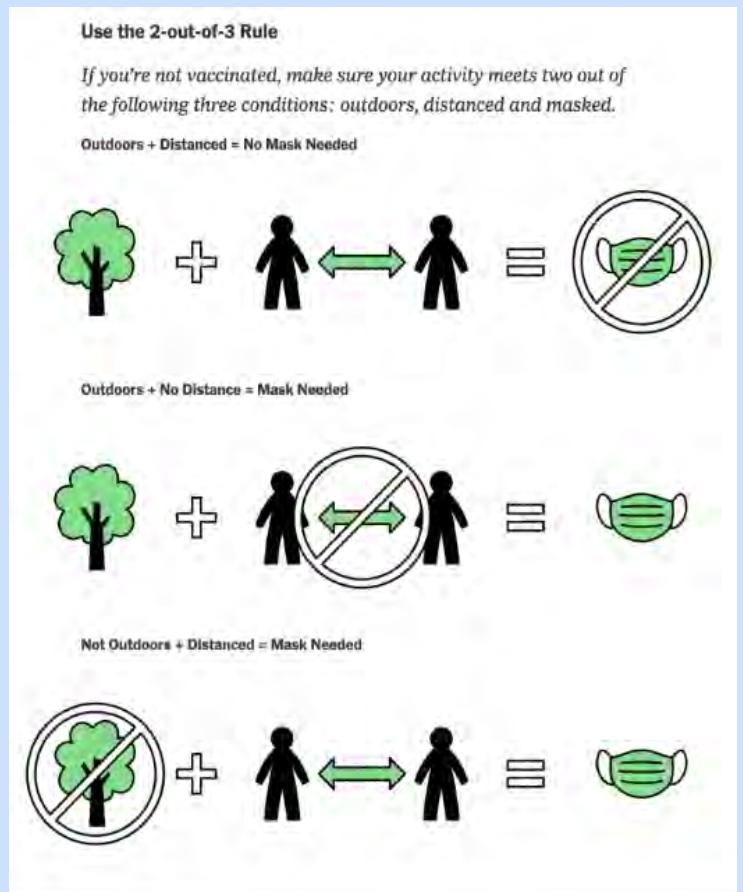 Use the 2-out-of-3 Rule
If you're not vaccinated, make sure your activity meets two out of
the following three conditions: outdoors, distanced and masked.
Outdoors + Distanced = No Mask Needed
Outdoors + No Distance = Mask Needed
Not Outdoors + Distanced = Mask Needed